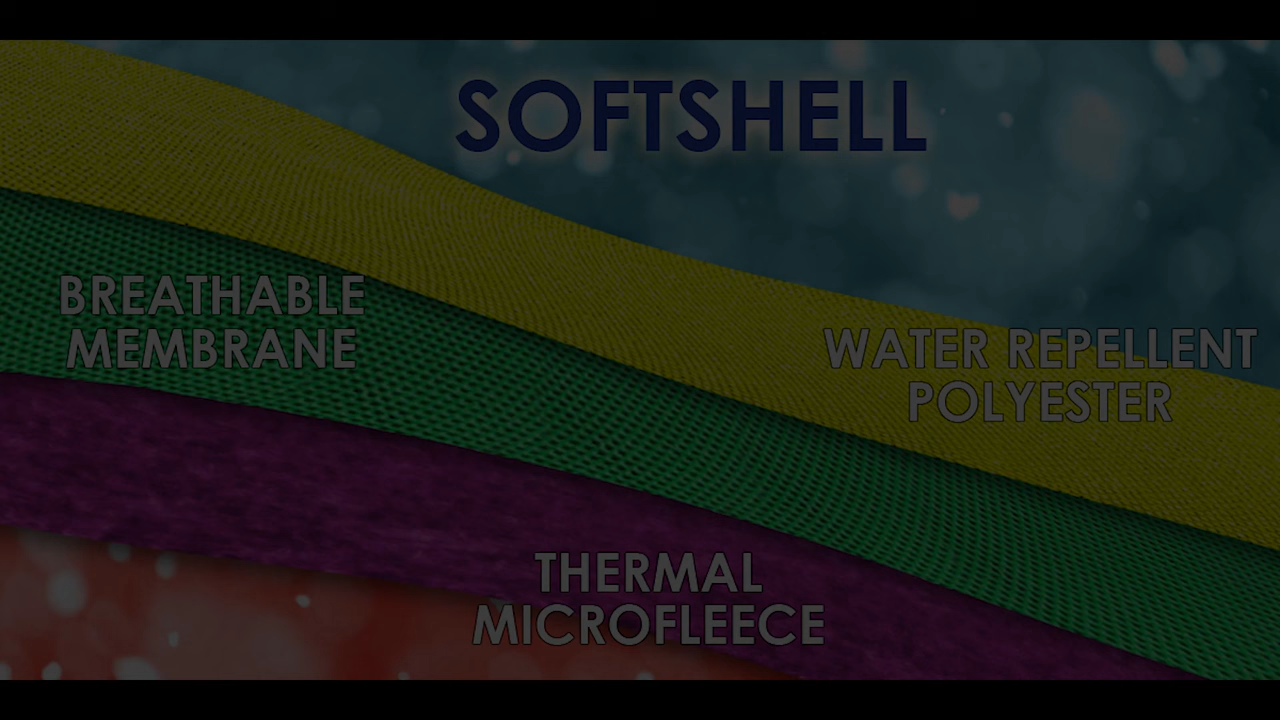 SOFTSHELL
BREATHABLE
MEMBRANE
WATER REPELLENT
POLYESTER
THERMAL
MICROFLEECE